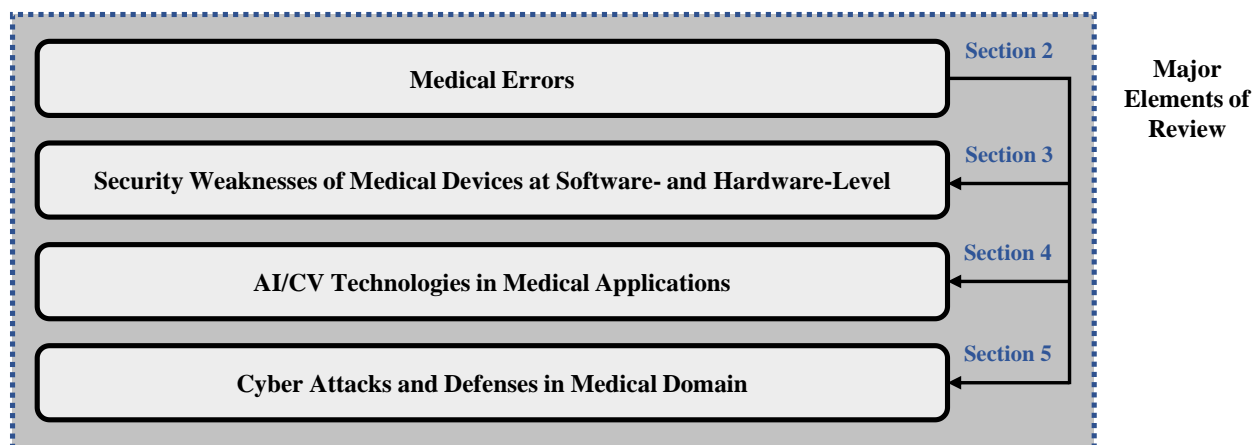 Section 2
Medical Errors
Major
Elements of
Review
Section 3
Security Weaknesses of Medical Devices at Software- and Hardware-Level
Section 4
AI/CV Technologies in Medical Applications
Section 5
Cyber Attacks and Defenses in Medical Domain